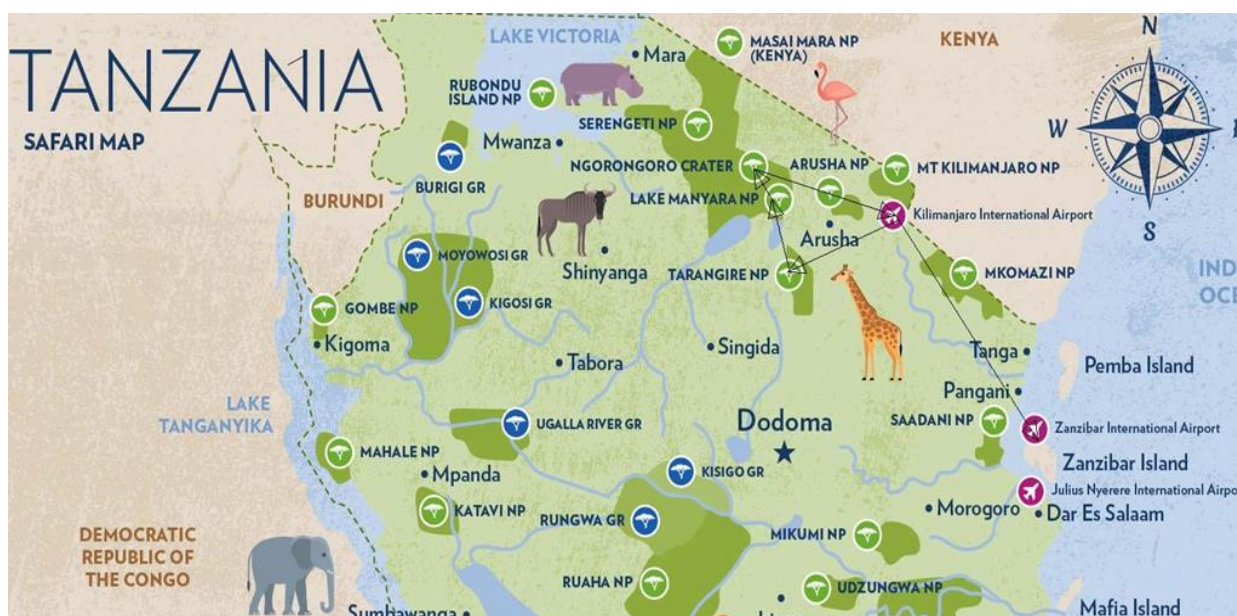 TANZANIA
SAFARI MAP
LAKE VICTORIA
Mara
MASAI MARA NP
(KENYA)
KENYA
N
W
S
RUBONDU
ISLAND NP
SERENGETI NP
Mwanza
NGORONGORO CRATER
ARUSHA NP
MT KILIMANJARO NP
BURIGI GR
BURUNDI
LAKE MANYARA NP
Kilimanjaro International Airport
Arusha
MOYOWOSI GR
Shinyanga
TARANGIRE NP
MKOMAZI NP
IND
OCE
GOMBE NP
KIGOSI GR
Kigoma
Tabora
Singida
Tanga
Pemba Island
Pangani
LAKE
TANGANYIKA
UGALLA RIVER GR
Dodoma
SAADANI NP
Zanzibar International Airport
MAHALE NP
Mpanda
KISIGO GR
Zanzibar Island
Julius Nyerere International Airpo
KATAVI NP
RUNGWA GR
Morogoro
Dar Es Salaam
MIKUMI NP
DEMOCRATIC
REPUBLIC OF
THE CONGO
RUAHA NP
UDZUNGWA NP
Sumbawanga
Mafia Island